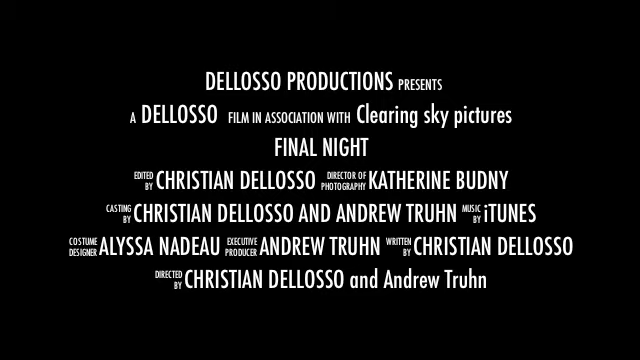 DELLOSSO PRODUCTIONS PRESENTS
A DELLOSSO FILM IN ASSOCIATION WITH Clearing sky pictures
FINAL NIGHT
EDITED BY CHRISTIAN DELLOSSO DIRECTOR OF PHOTOGRAPHY KATHERINE BUDNY
CASTING BY CHRISTIAN DELLOSSO AND ANDREW TRUHN MUSIC BY iTUNES
COSTUME DESIGNER ALYSSA NADEAU EXECUTIVE PRODUCER ANDREW TRUHN WRITTEN BY CHRISTIAN DELLOSSO
DIRECTED BY CHRISTIAN DELLOSSO and Andrew Truhn